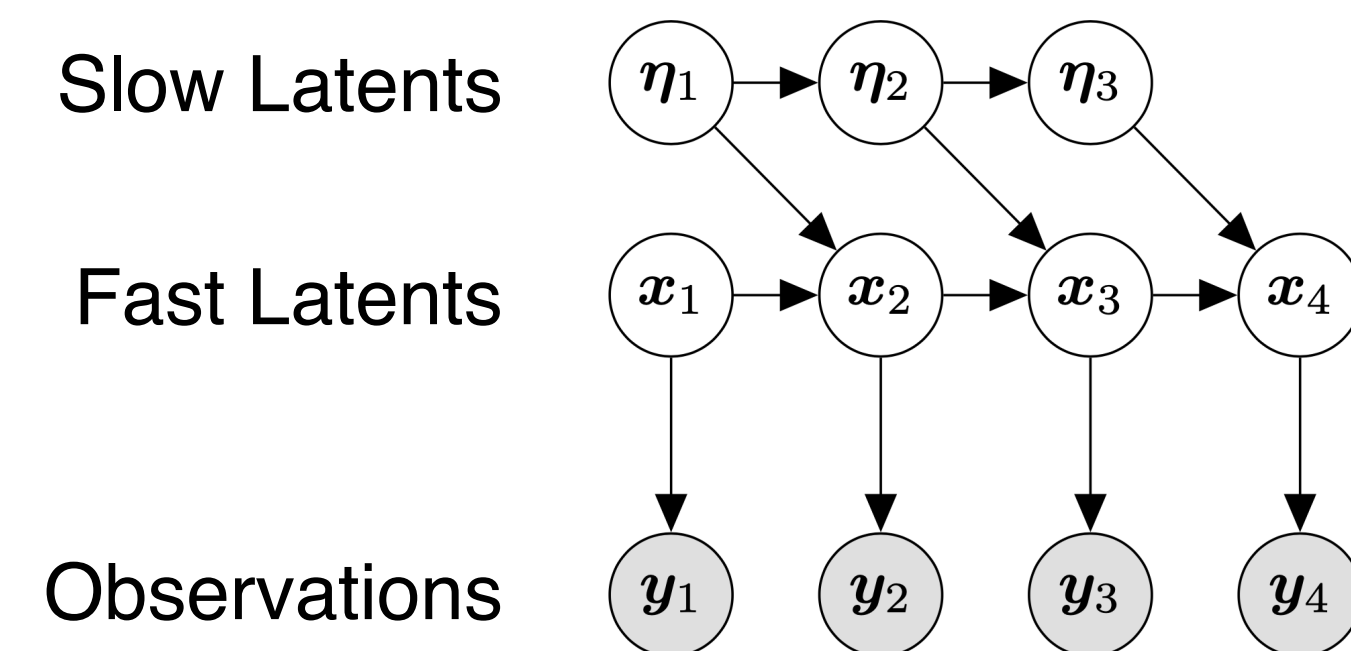 Slow Latents η₁ η₂ η₃
Fast Latents x₁ x₂ x₃ x₄
Observations y₁ y₂ y₃ y₄